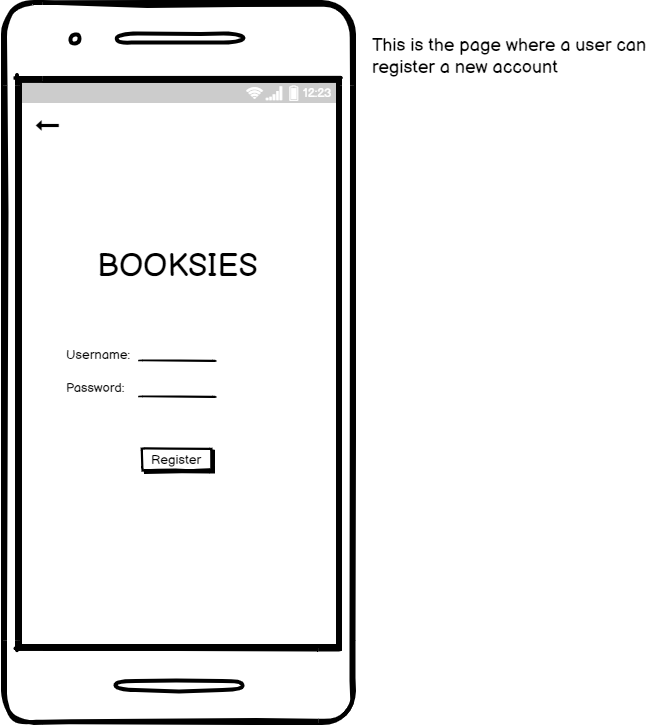 This is the page where a user can
register a new account
12:23
BOOKSIES
Username:
Password:
Register